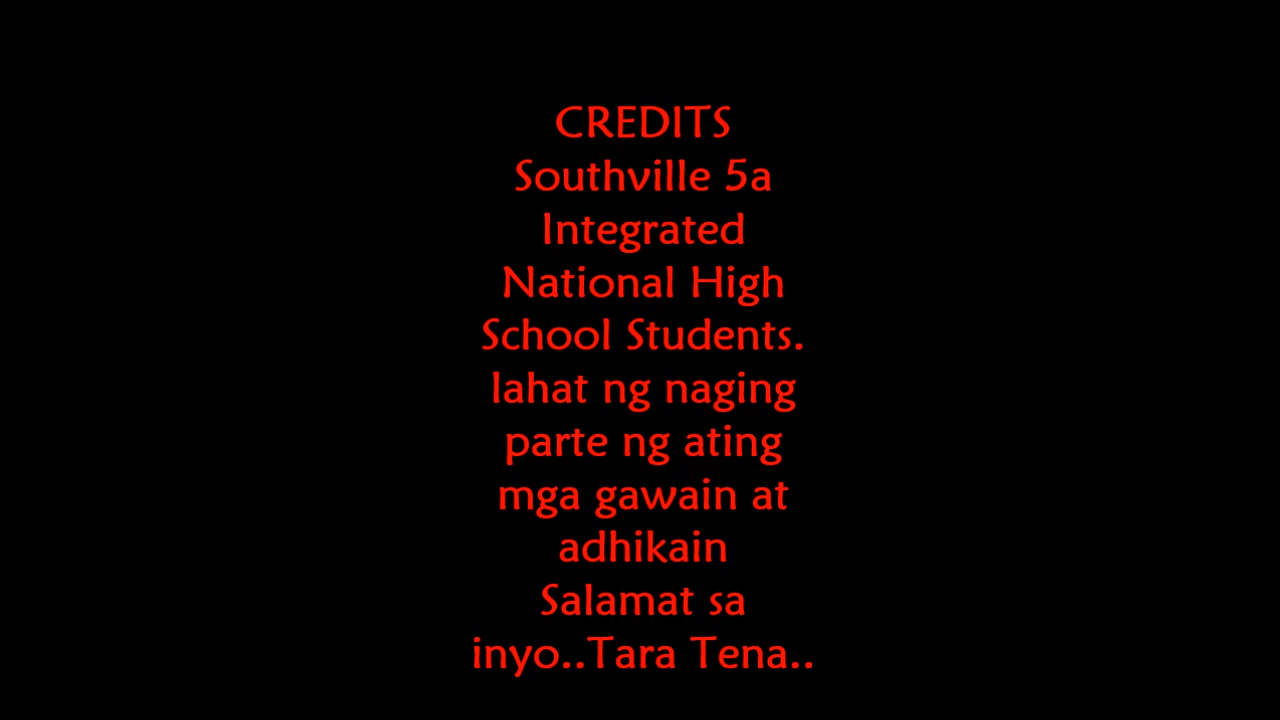 CREDITS
Southville 5a
Integrated
National High
School Students.
lahat ng naging
parte ng ating
mga gawain at
adhikain
Salamat sa
inyo..Tara Tena..